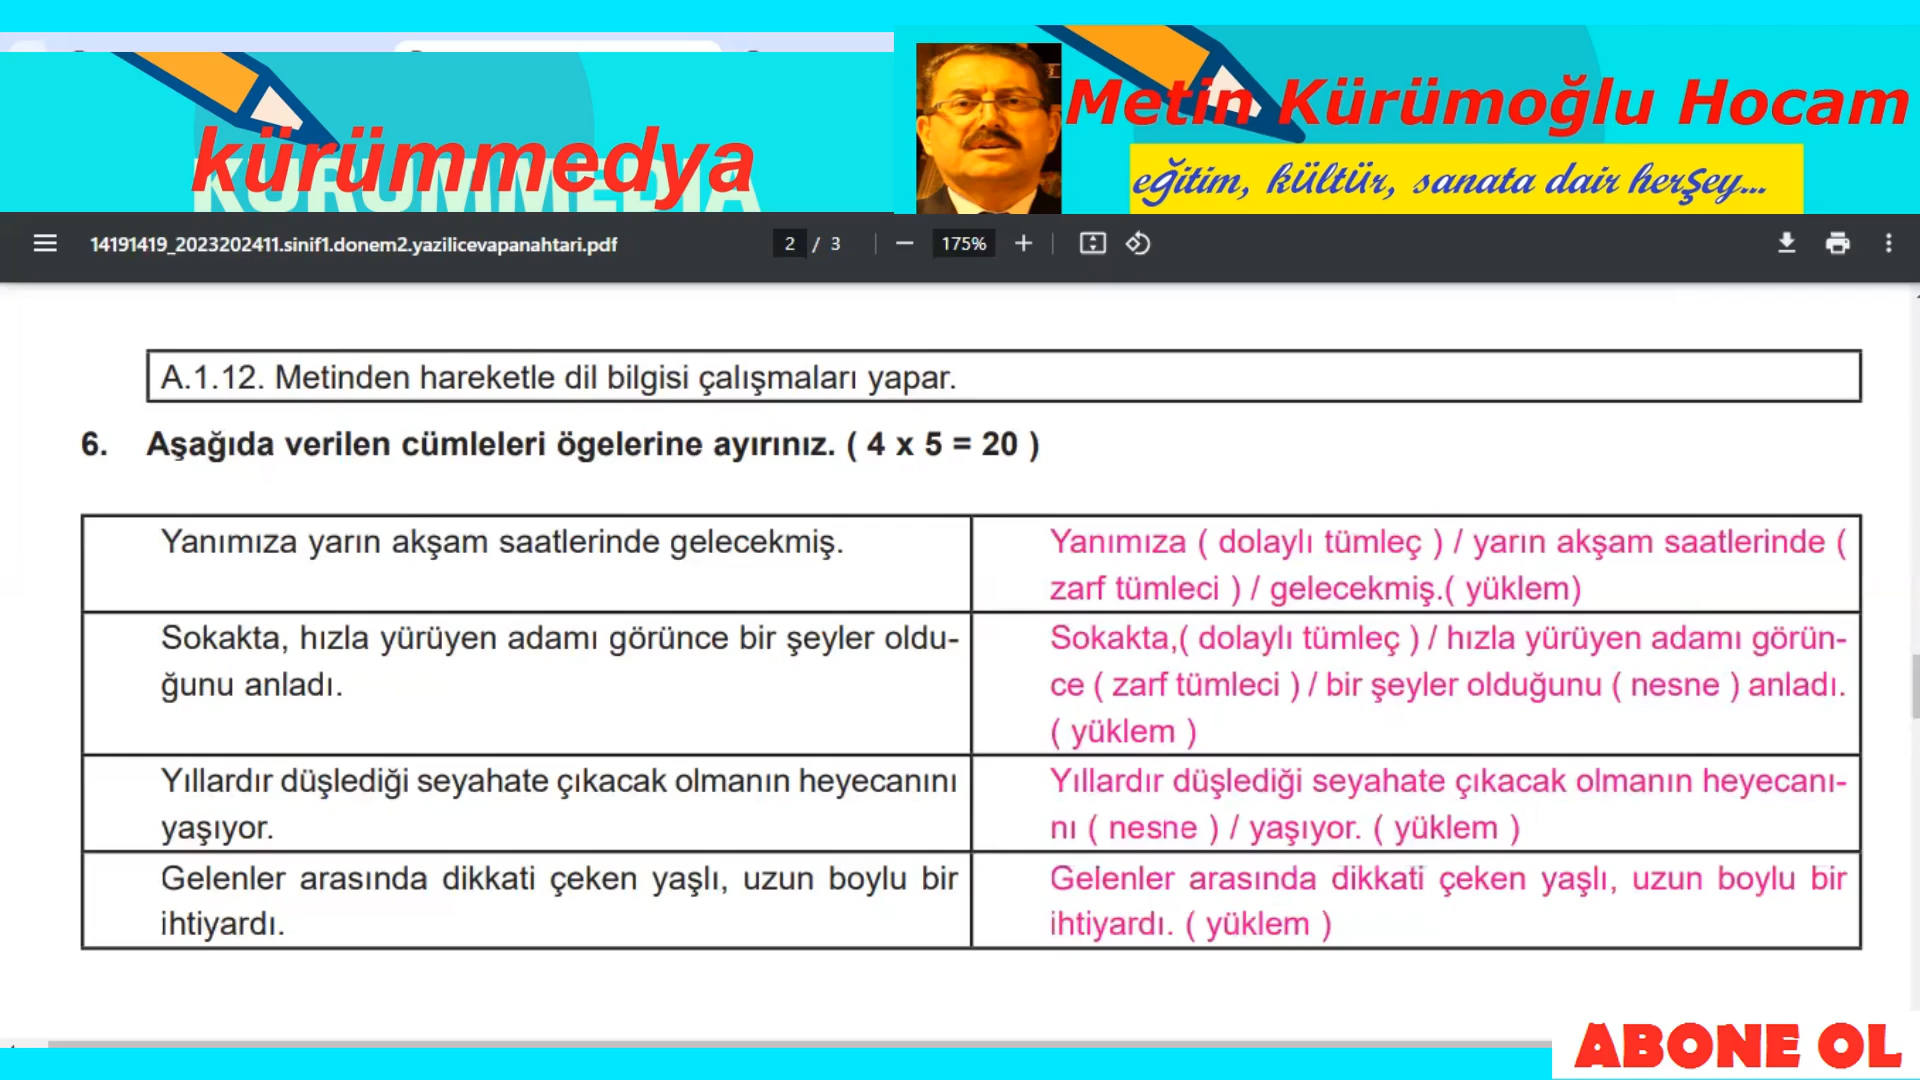 kürümmedya
KÜRÜMMEDIA
Metin Kürümoğlu Hocam
eğitim, kültür, sanata dair herşey...
14191419_2023202411.sinif1.donem2.yazilicevapanahtari.pdf
2 / 3
175%
A.1.12. Metinden hareketle dil bilgisi çalışmaları yapar.
6. Aşağıda verilen cümleleri ögelerine ayırınız. ( 4 x 5 = 20 )
Yanımıza yarın akşam saatlerinde gelecekmiş.
Yanımıza ( dolaylı tümleç ) / yarın akşam saatlerinde (
zarf tümleci ) / gelecekmiş.( yüklem)
Sokakta, hızla yürüyen adamı görünce bir şeyler oldu-
ğunu anladı.
Sokakta,( dolaylı tümleç ) / hızla yürüyen adamı görün-
ce ( zarf tümleci ) / bir şeyler olduğunu ( nesne ) anladı.
( yüklem )
Yıllardır düşlediği seyahate çıkacak olmanın heyecanını
yaşıyor.
Yıllardır düşlediği seyahate çıkacak olmanın heyecanı-
nı ( nesne ) / yaşıyor. ( yüklem )
Gelenler arasında dikkati çeken yaşlı, uzun boylu bir
ihtiyardı.
Gelenler arasında dikkati çeken yaşlı, uzun boylu bir
ihtiyardı. ( yüklem )
ABONE OL